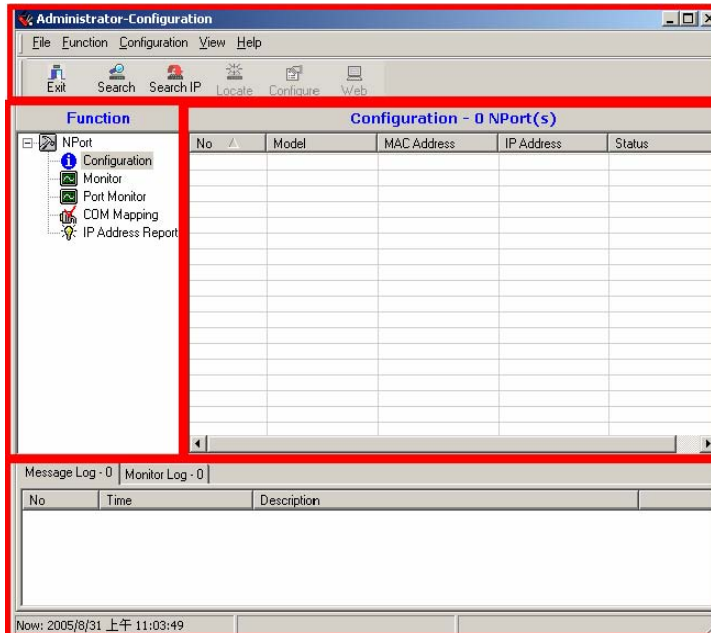 Administrator-Configuration
File Function Configuration View Help
Exit Search Search IP Locate Configure Web
Function
Configuration - 0 NPort(s)
No Model MAC Address IP Address Status
NPort
Configuration
Monitor
Port Monitor
COM Mapping
IP Address Report
Message Log - 0 Monitor Log - 0
No Time Description
Now: 2005/8/31 上午 11:03:49